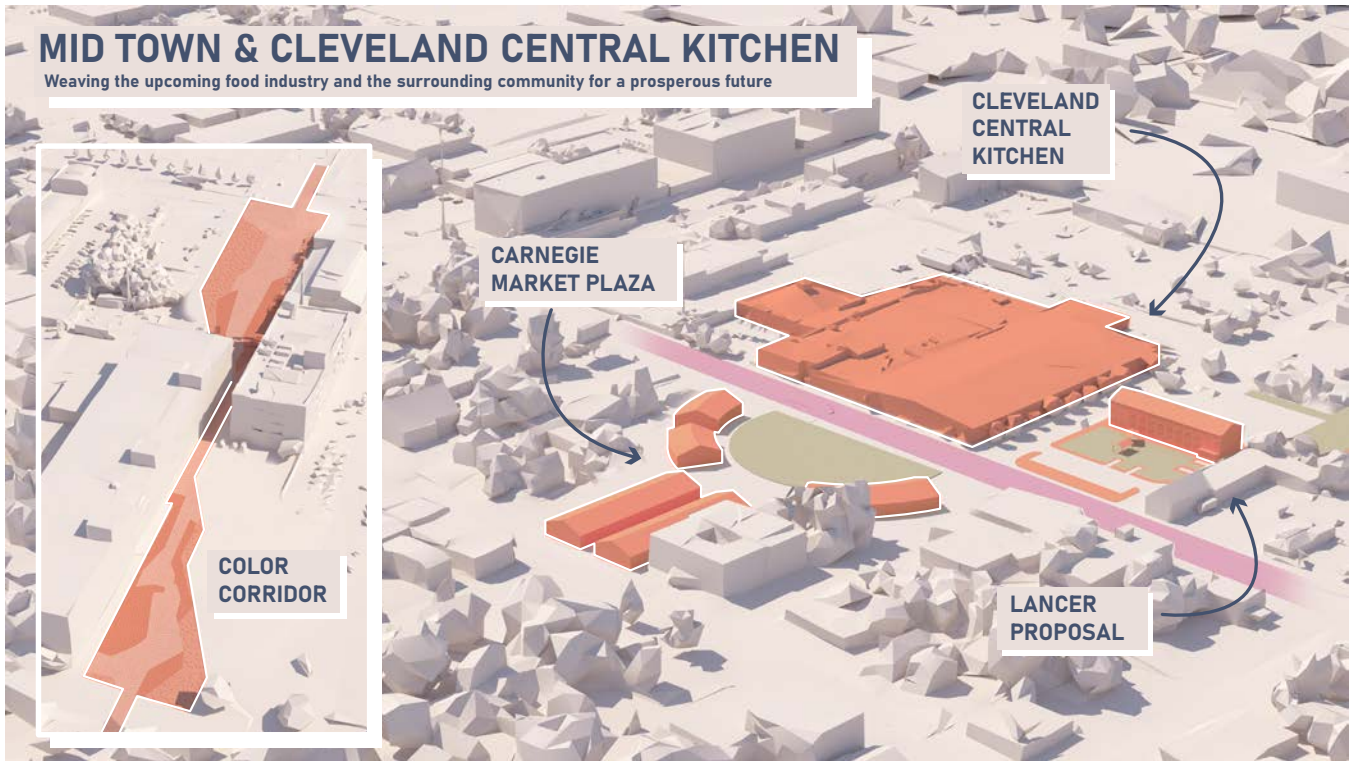 MID TOWN & CLEVELAND CENTRAL KITCHEN
Weaving the upcoming food industry and the surrounding community for a prosperous future
CLEVELAND
CENTRAL
KITCHEN
CARNEGIE
MARKET PLAZA
COLOR
CORRIDOR
LANCER
PROPOSAL